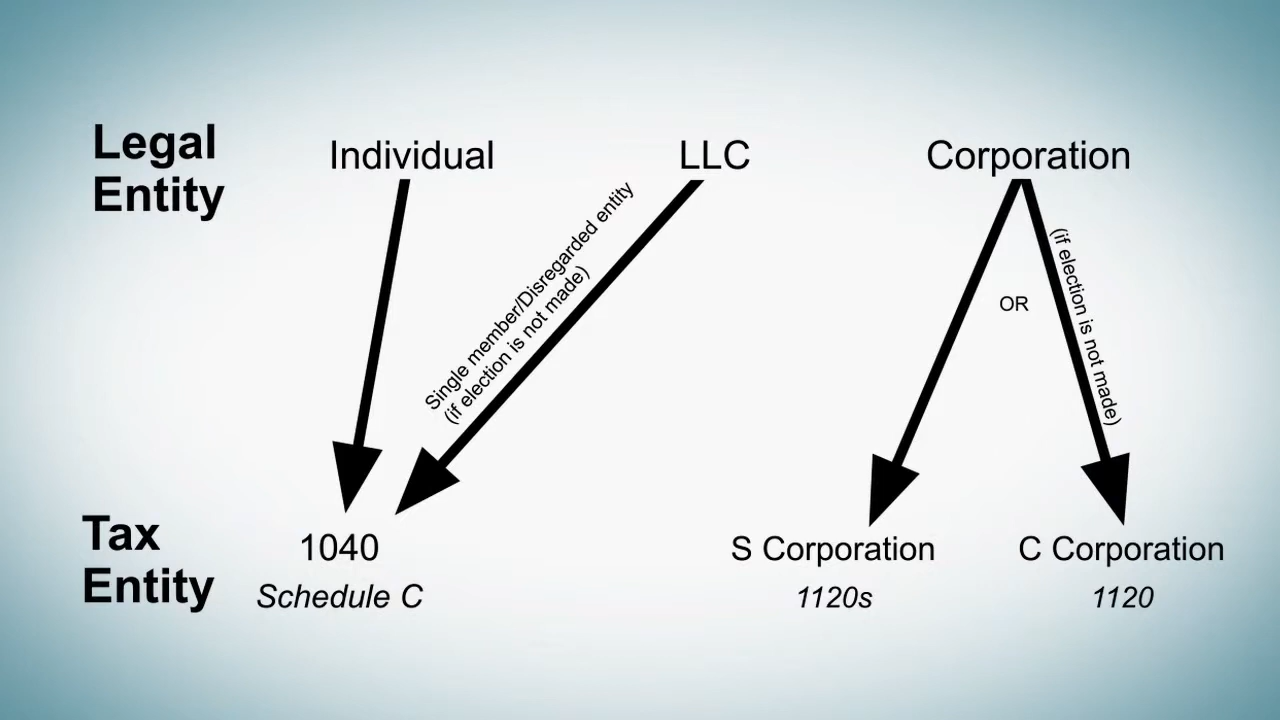 Legal
Entity
Individual
LLC
Corporation
Single member/Disregarded entity
(if election is not made)
OR
(if election is not made)
Tax
Entity
1040
Schedule C
S Corporation
1120s
C Corporation
1120